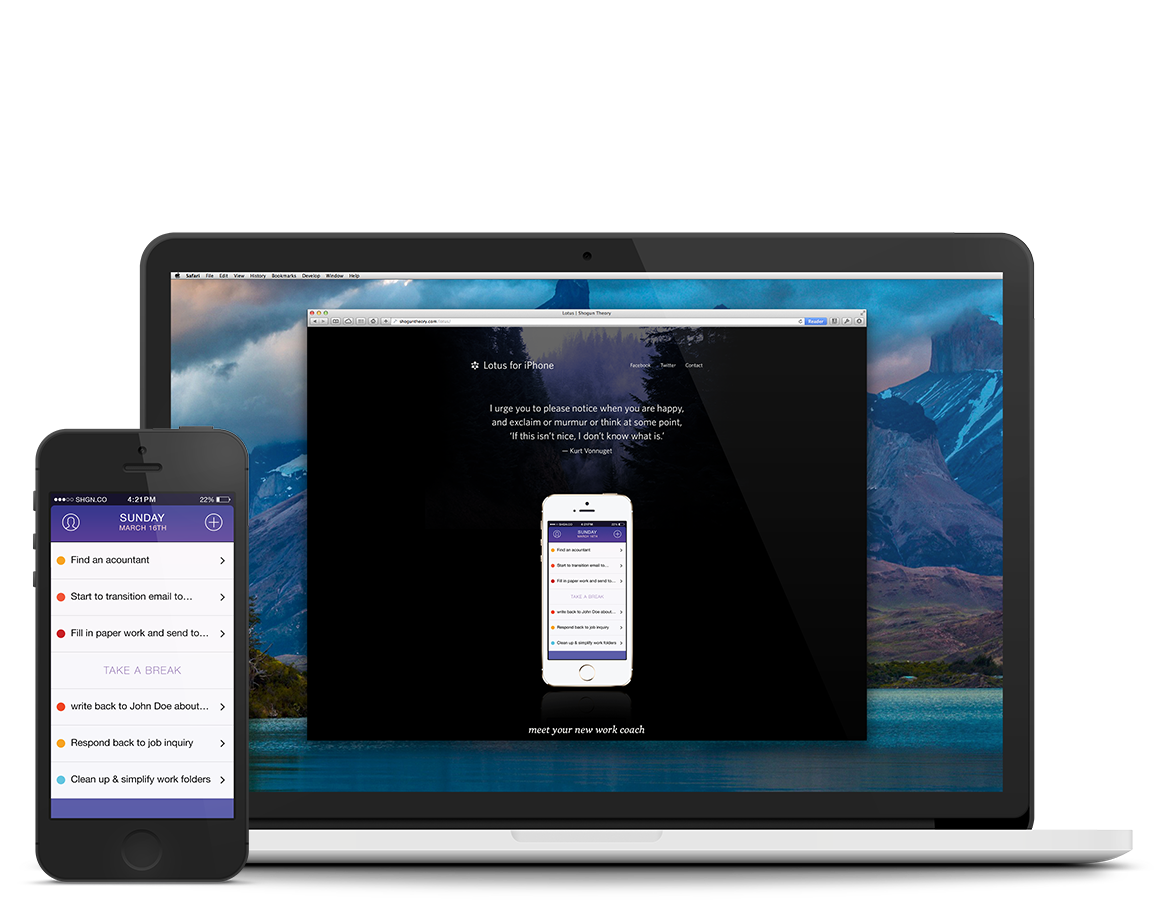 Safari File Edit View History Bookmarks Develop Window Help
Lotus | Shogun Theory
shoguntheory.com/lotus/
Reader
Lotus for iPhone
Facebook Twitter Contact
I urge you to please notice when you are happy,
and exclaim or murmur or think at some point,
‘If this isn’t nice, I don’t know what is.’
— Kurt Vonnuget
SHGN.CO 4:21PM 22%
SUNDAY
MARCH 16TH
Find an acountant
Start to transition email to...
Fill in paper work and send to...
TAKE A BREAK
write back to John Doe about...
Respond back to job inquiry
Clean up & simplify work folders
meet your new work coach
SHGN.CO 4:21PM 22%
SUNDAY
MARCH 16TH
Find an acountant
Start to transition email to...
Fill in paper work and send to...
TAKE A BREAK
write back to John Doe about...
Respond back to job inquiry
Clean up & simplify work folders